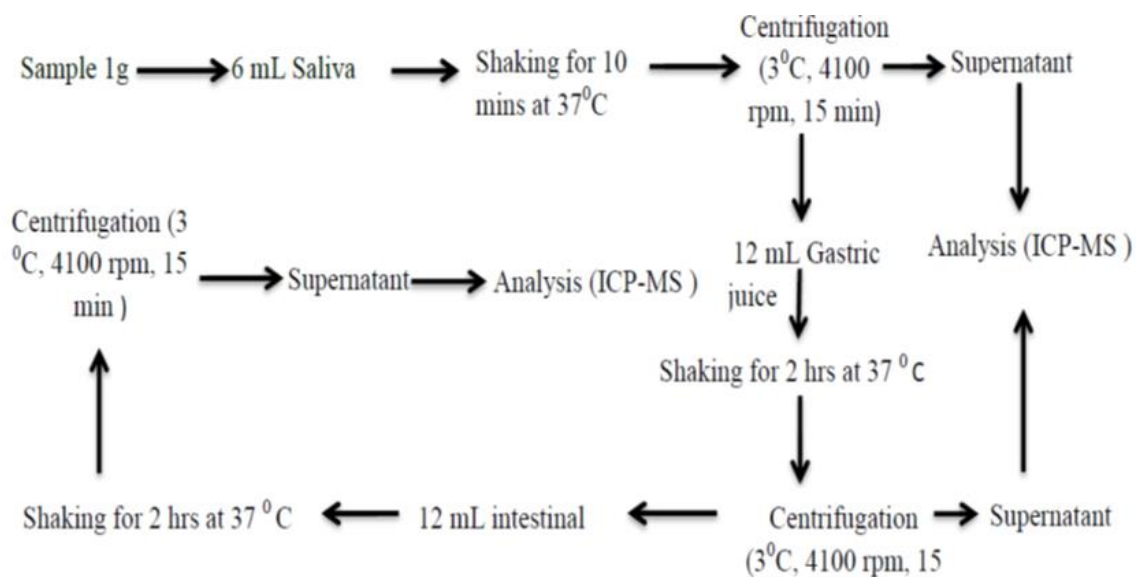 Sample 1g
6 mL Saliva
Shaking for 10
mins at 37⁰C
Centrifugation
(3⁰C, 4100
rpm, 15 min)
Supernatant
Centrifugation (3
⁰C, 4100 rpm, 15
min )
Supernatant
Analysis (ICP-MS )
12 mL Gastric
juice
Analysis (ICP-MS )
Shaking for 2 hrs at 37 ⁰C
Shaking for 2 hrs at 37 ⁰C
12 mL intestinal
Centrifugation
(3⁰C, 4100 rpm, 15
Supernatant